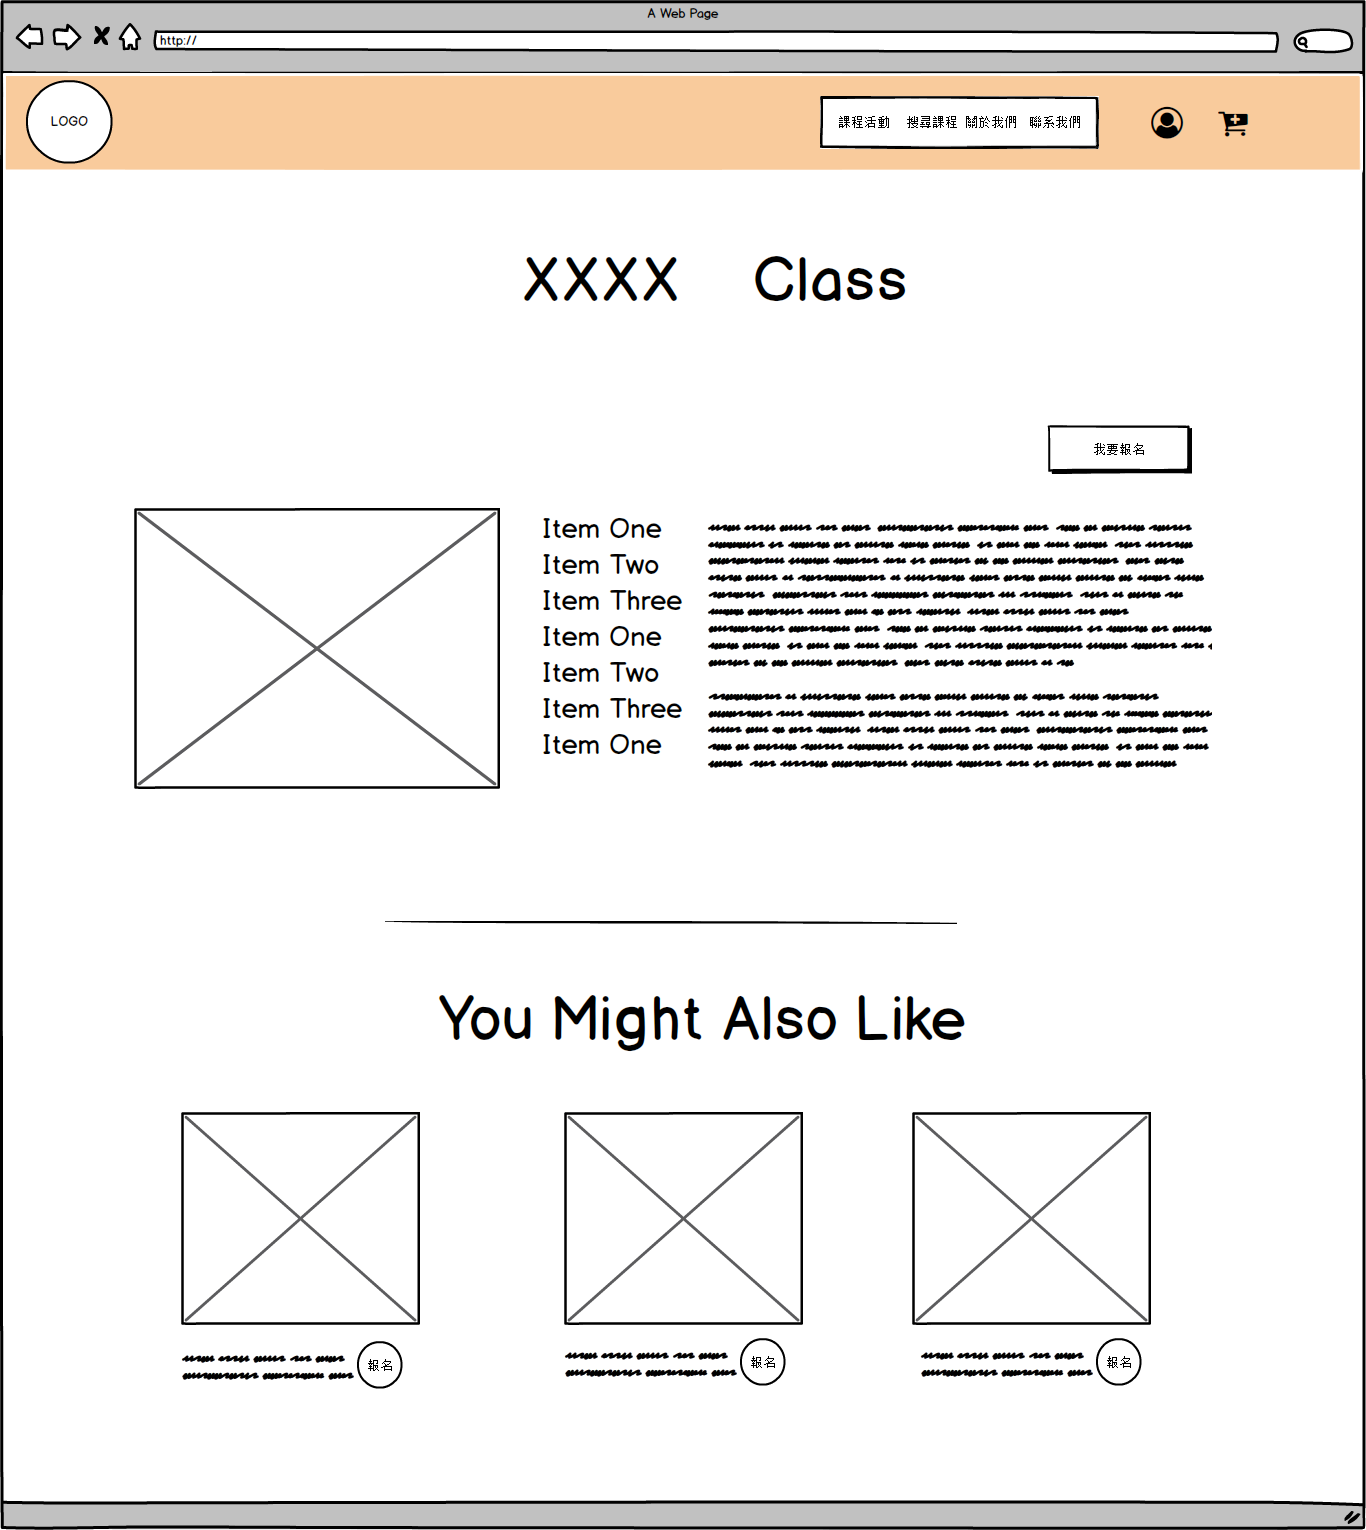 A Web Page
http://
LOGO
課程活動 搜尋課程 關於我們 聯系我們
XXXX Class
我要報名
Item One
Item Two
Item Three
Item One
Item Two
Item Three
Item One
You Might Also Like
報名
報名
報名